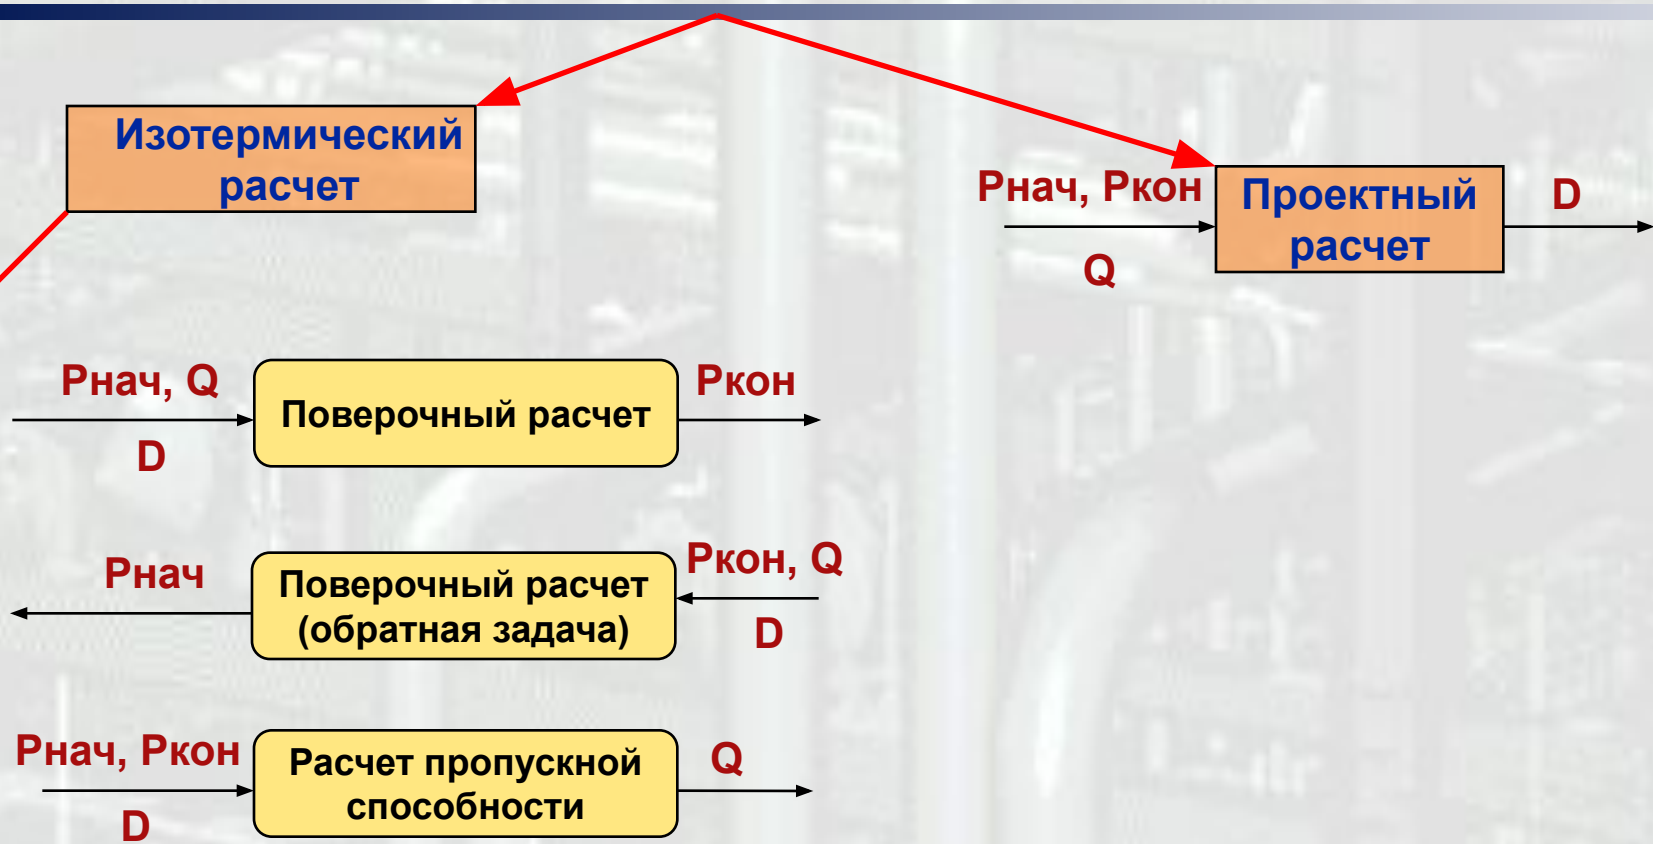 Изотермический
расчет
Рнач, Ркон
Q
Проектный
расчет
D
Рнач, Q
D
Поверочный расчет
Ркон
Рнач
Поверочный расчет
(обратная задача)
Ркон, Q
D
Рнач, Ркон
D
Расчет пропускной
способности
Q